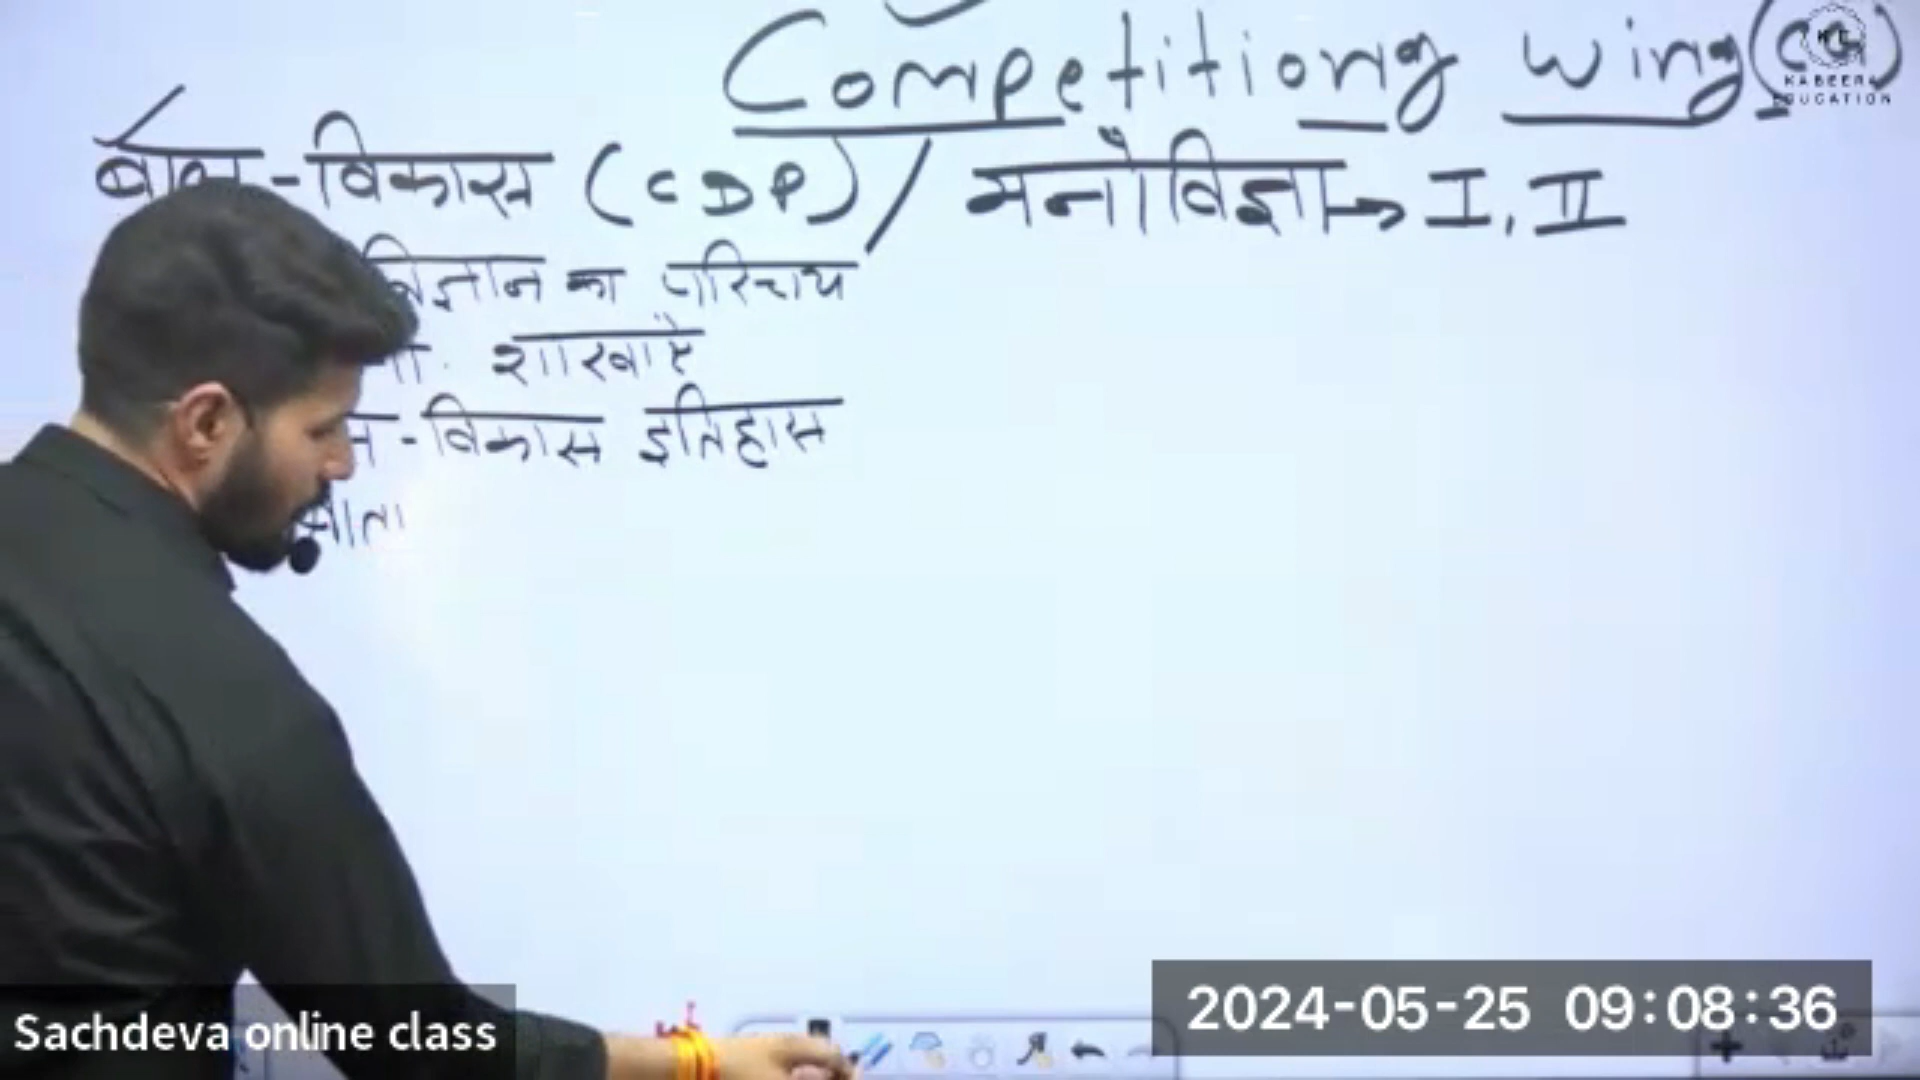 Competitiong wing(CG)
KABEERA EDUCATION
बाल-विकास (CDP) / मनोविज्ञा→ I, II
विज्ञान का परिचय
शाखाए
-विकास इतिहास
Sachdeva online class
2024-05-25 09:08:36